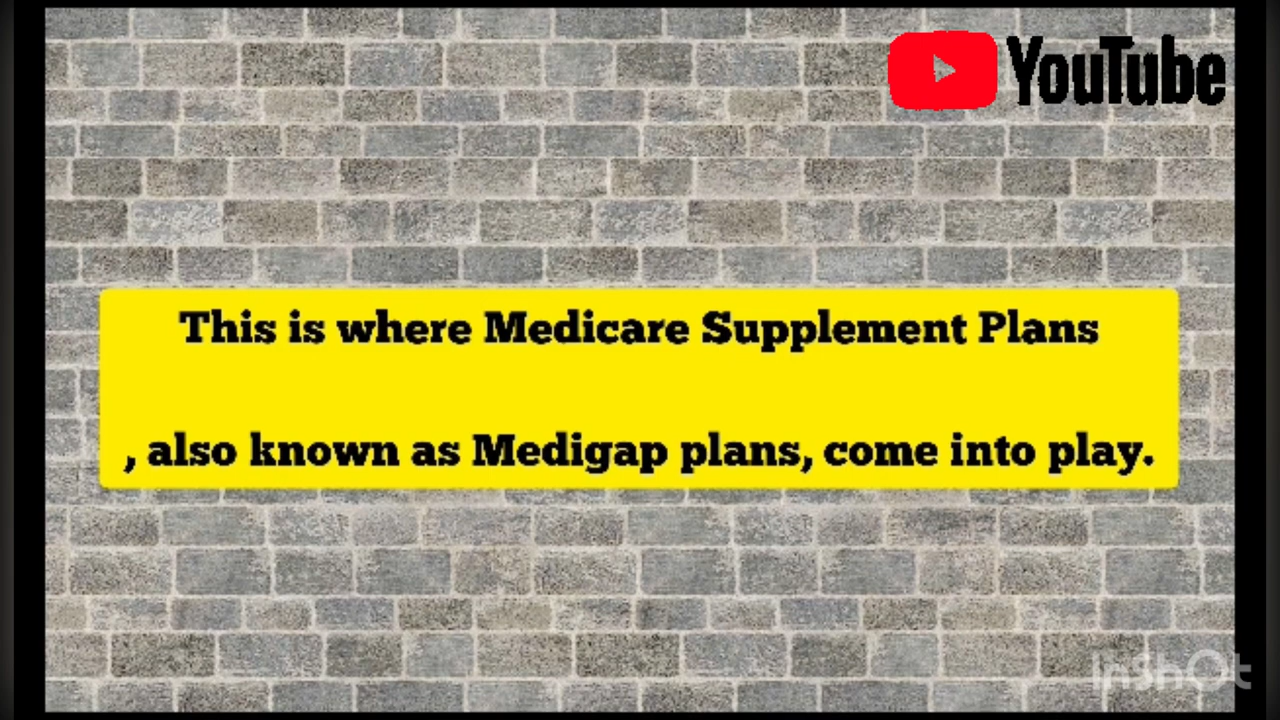 YouTube
This is where Medicare Supplement Plans
, also known as Medigap plans, come into play.
InShOt